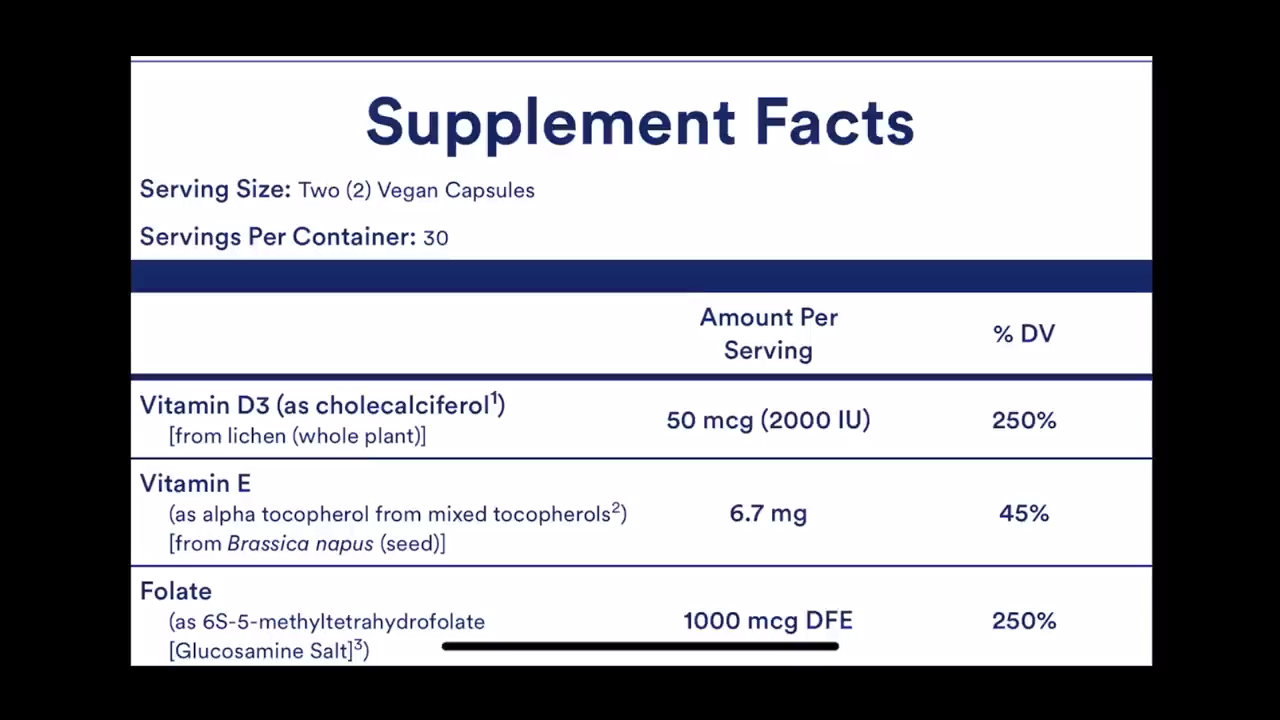 Supplement Facts
Serving Size: Two (2) Vegan Capsules
Servings Per Container: 30
Amount Per
Serving
% DV
Vitamin D3 (as cholecalciferol¹)
[from lichen (whole plant)]
50 mcg (2000 IU)
250%
Vitamin E
(as alpha tocopherol from mixed tocopherols²)
[from Brassica napus (seed)]
6.7 mg
45%
Folate
(as 6S-5-methyltetrahydrofolate
[Glucosamine Salt]³)
1000 mcg DFE
250%